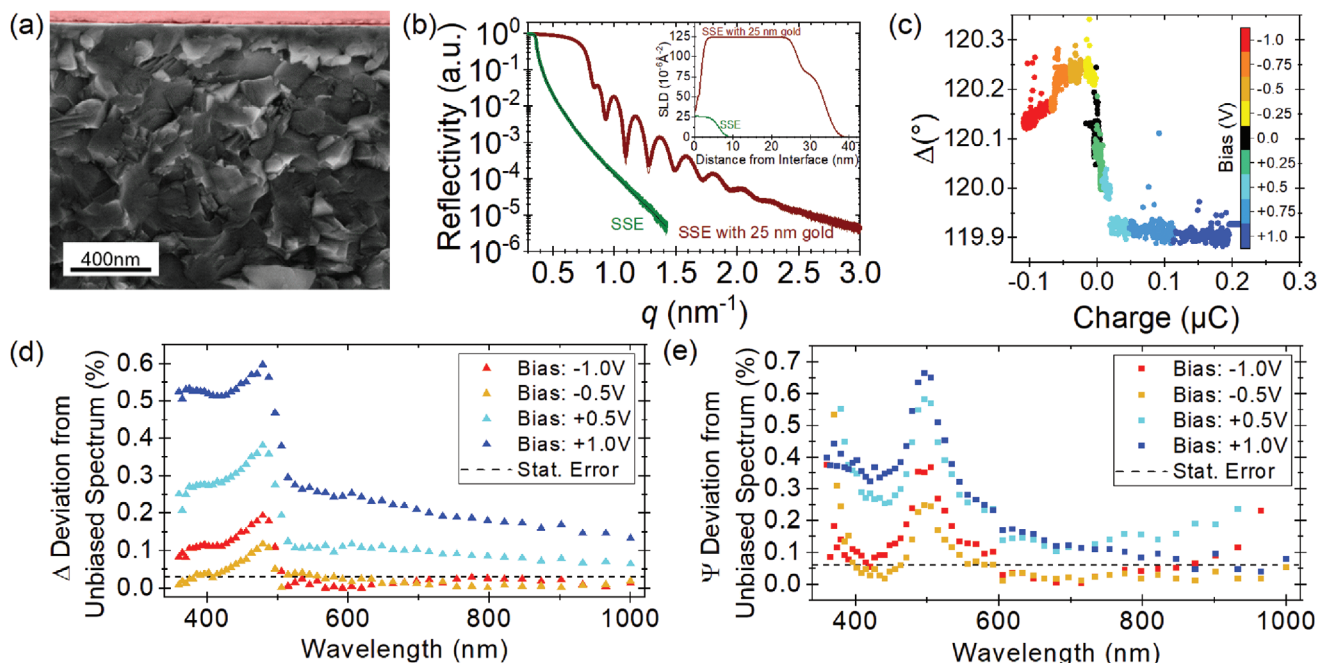 (a)
400nm
(b)
Reflectivity (a.u.)
10⁰
10⁻¹
10⁻²
10⁻³
10⁻⁴
10⁻⁵
10⁻⁶
0.5 1.0 1.5 2.0 2.5 3.0
q (nm⁻¹)
SSE
SSE with 25 nm gold
SSE with 25 nm gold
SLD (10⁻⁶Å⁻²)
125
100
75
50
25
0
SSE
0 10 20 30 40
Distance from Interface (nm)
(c)
Δ(°)
120.3
120.2
120.1
120.0
119.9
-0.1 0.0 0.1 0.2 0.3
Charge (µC)
Bias (V)
-1.0
-0.75
-0.5
-0.25
0.0
+0.25
+0.5
+0.75
+1.0
(d)
Δ Deviation from
Unbiased Spectrum (%)
0.6
0.5
0.4
0.3
0.2
0.1
0.0
400 600 800 1000
Wavelength (nm)
Bias: -1.0V
Bias: -0.5V
Bias: +0.5V
Bias: +1.0V
Stat. Error
(e)
Ψ Deviation from
Unbiased Spectrum (%)
0.7
0.6
0.5
0.4
0.3
0.2
0.1
0.0
400 600 800 1000
Wavelength (nm)
Bias: -1.0V
Bias: -0.5V
Bias: +0.5V
Bias: +1.0V
Stat. Error